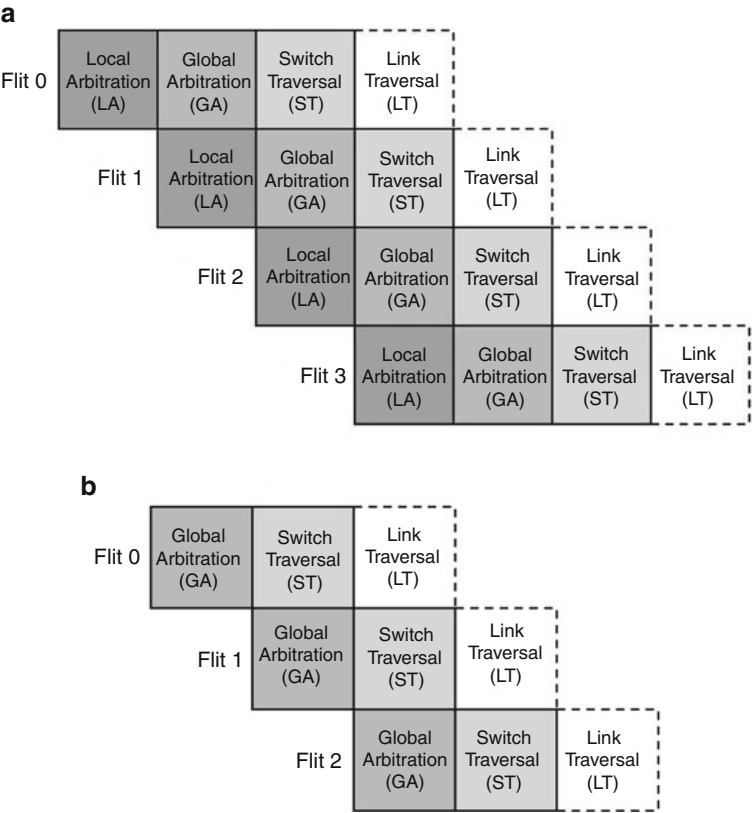 a
Flit 0
Local
Arbitration
(LA)
Global
Arbitration
(GA)
Switch
Traversal
(ST)
Link
Traversal
(LT)
Flit 1
Local
Arbitration
(LA)
Global
Arbitration
(GA)
Switch
Traversal
(ST)
Link
Traversal
(LT)
Flit 2
Local
Arbitration
(LA)
Global
Arbitration
(GA)
Switch
Traversal
(ST)
Link
Traversal
(LT)
Flit 3
Local
Arbitration
(LA)
Global
Arbitration
(GA)
Switch
Traversal
(ST)
Link
Traversal
(LT)
b
Flit 0
Global
Arbitration
(GA)
Switch
Traversal
(ST)
Link
Traversal
(LT)
Flit 1
Global
Arbitration
(GA)
Switch
Traversal
(ST)
Link
Traversal
(LT)
Flit 2
Global
Arbitration
(GA)
Switch
Traversal
(ST)
Link
Traversal
(LT)